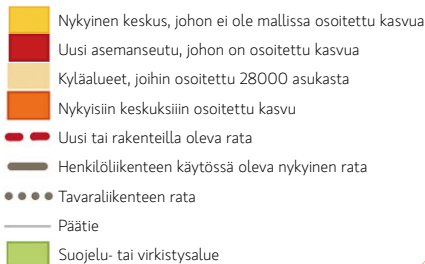 Nykyinen keskus, johon ei ole mallissa osoitettu kasvua
Uusi asemanseutu, johon on osoitettu kasvua
Kyläalueet, joihin osoitettu 28000 asukasta
Nykyisiin keskuksiiin osoitettu kasvu
Uusi tai rakenteilla oleva rata
Henkilöliikenteen käytössä oleva nykyinen rata
Tavaraliikenteen rata
Päätie
Suojelu- tai virkistysalue